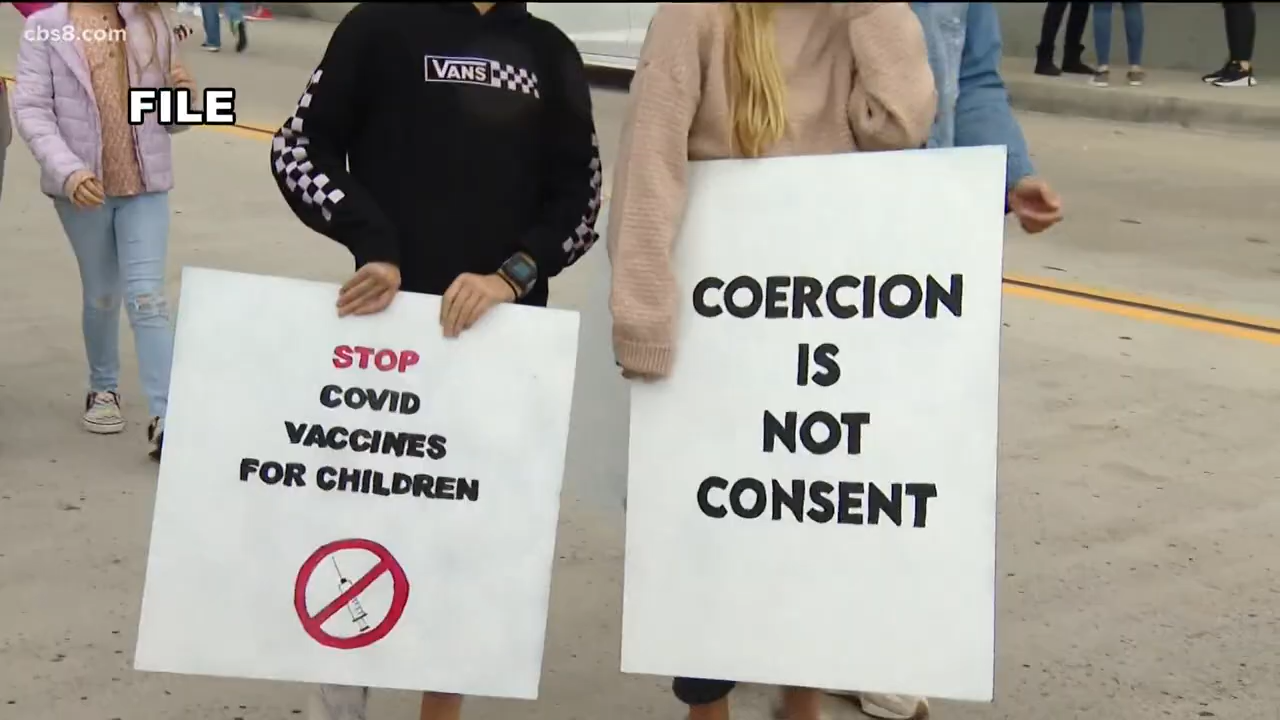 cbs8.com
FILE
VANS
STOP
COVID
VACCINES
FOR CHILDREN
COERCION
IS
NOT
CONSENT